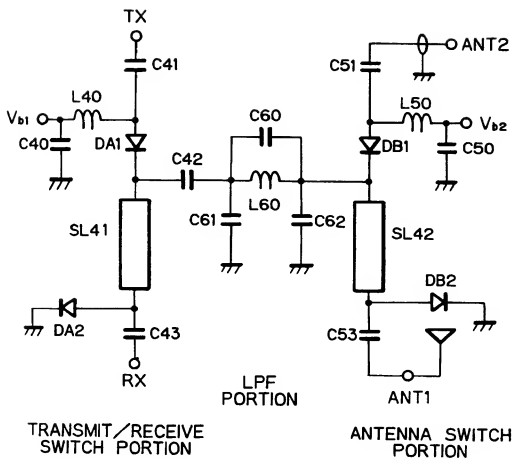 TX
ANT2
C41
C51
L40
C60
L50
Vb1
Vb2
C40
DA1
DB1
C50
C42
L60
C61
C62
SL41
SL42
DB2
DA2
C43
C53
RX
ANT1
LPF
PORTION
TRANSMIT/RECEIVE
SWITCH PORTION
ANTENNA SWITCH
PORTION